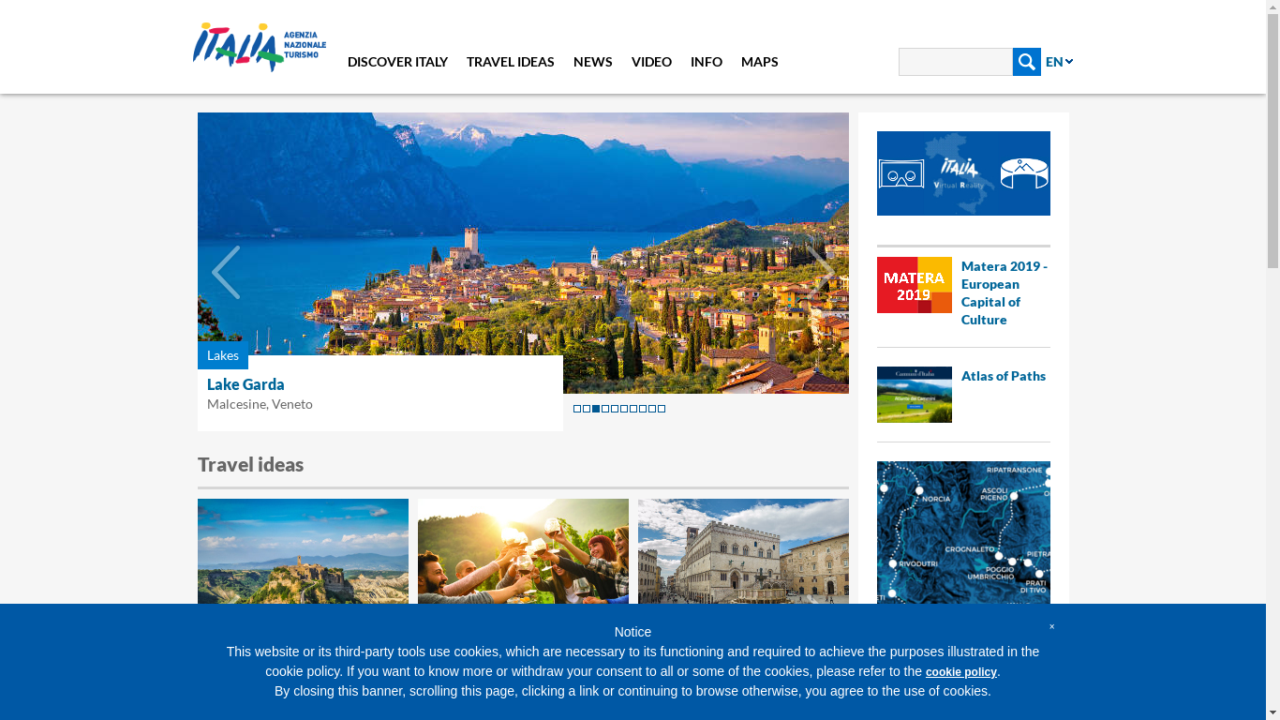 ITALIA
AGENZIA
NAZIONALE
TURISMO
DISCOVER ITALY
TRAVEL IDEAS
NEWS
VIDEO
INFO
MAPS
EN
Lakes
Lake Garda
Malcesine, Veneto
Travel ideas
ITALIA
Virtual Reality
MATERA
2019
Matera 2019 -
European
Capital of
Culture
Atlas of Paths
RIPATRANSONE
NORCIA
ASCOLI
PICENO
CROGNALETO
RIVODUTRI
POGGIO
UMBRICCHIO
PIETRA
PRATI
DI TIVO
Notice
×
This website or its third-party tools use cookies, which are necessary to its functioning and required to achieve the purposes illustrated in the
cookie policy. If you want to know more or withdraw your consent to all or some of the cookies, please refer to the cookie policy.
By closing this banner, scrolling this page, clicking a link or continuing to browse otherwise, you agree to the use of cookies.